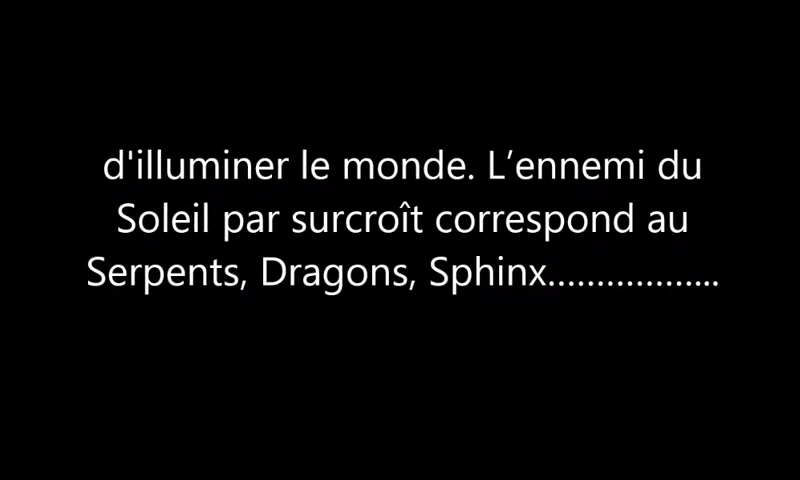 d'illuminer le monde. L’ennemi du
Soleil par surcroît correspond au
Serpents, Dragons, Sphinx………………...